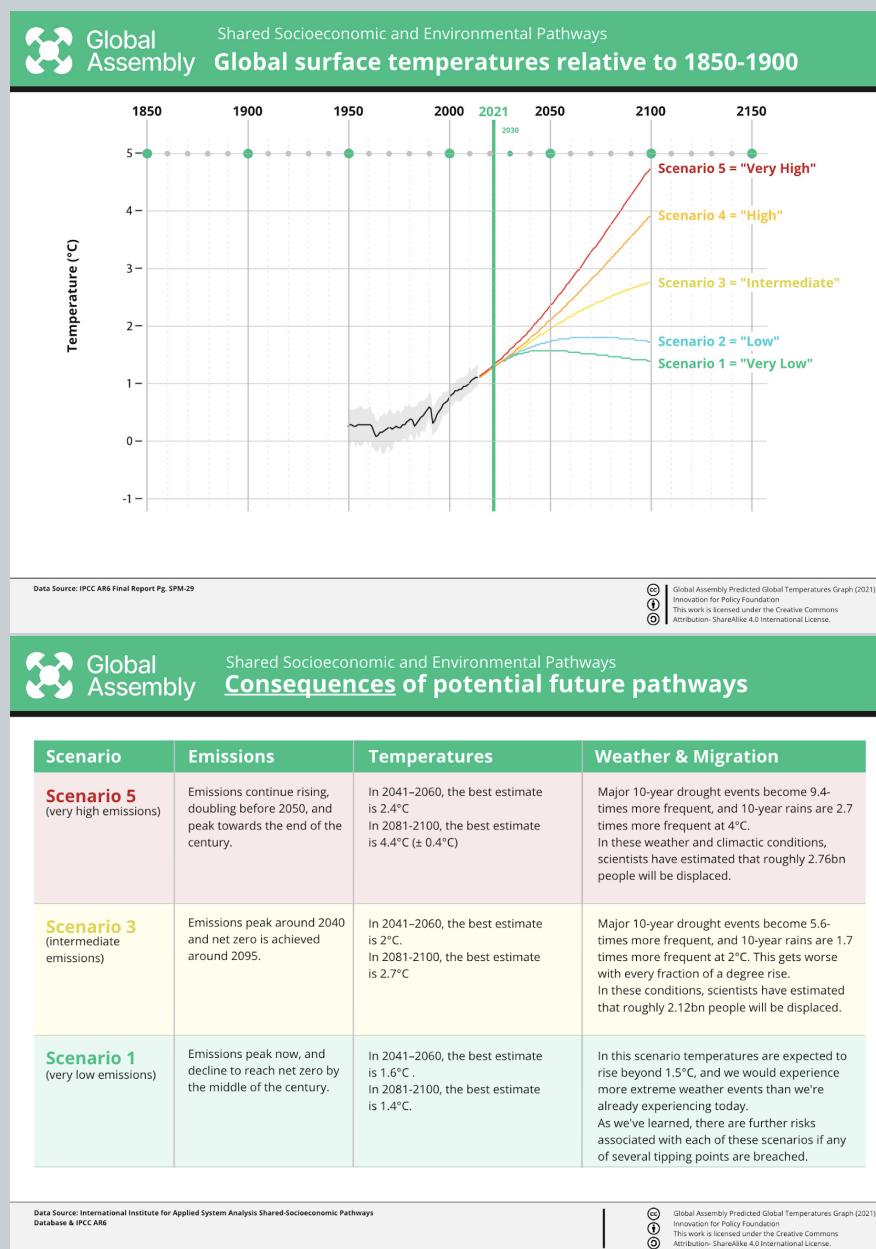 Global
Assembly
Shared Socioeconomic and Environmental Pathways
Global surface temperatures relative to 1850-1900
1850 1900 1950 2000 2021 2050 2100 2150
2030
5
Scenario 5 = "Very High"
4
Scenario 4 = "High"
Temperature (°C)
3
Scenario 3 = "Intermediate"
2
Scenario 2 = "Low"
Scenario 1 = "Very Low"
1
0
-1
Data Source: IPCC AR6 Final Report Pg. SPM-29
Global Assembly Predicted Global Temperatures Graph (2021)
Innovation for Policy Foundation
This work is licensed under the Creative Commons
Attribution- ShareAlike 4.0 International License.
Global
Assembly
Shared Socioeconomic and Environmental Pathways
Consequences of potential future pathways
Scenario Emissions Temperatures Weather & Migration
Scenario 5
(very high emissions)
Emissions continue rising,
doubling before 2050, and
peak towards the end of the
century.
In 2041–2060, the best estimate
is 2.4°C
In 2081-2100, the best estimate
is 4.4°C (± 0.4°C)
Major 10-year drought events become 9.4-
times more frequent, and 10-year rains are 2.7
times more frequent at 4°C.
In these weather and climactic conditions,
scientists have estimated that roughly 2.76bn
people will be displaced.
Scenario 3
(intermediate
emissions)
Emissions peak around 2040
and net zero is achieved
around 2095.
In 2041–2060, the best estimate
is 2°C.
In 2081-2100, the best estimate
is 2.7°C
Major 10-year drought events become 5.6-
times more frequent, and 10-year rains are 1.7
times more frequent at 2°C. This gets worse
with every fraction of a degree rise.
In these conditions, scientists have estimated
that roughly 2.12bn people will be displaced.
Scenario 1
(very low emissions)
Emissions peak now, and
decline to reach net zero by
the middle of the century.
In 2041–2060, the best estimate
is 1.6°C .
In 2081-2100, the best estimate
is 1.4°C.
In this scenario temperatures are expected to
rise beyond 1.5°C, and we would experience
more extreme weather events than we're
already experiencing today.
As we've learned, there are further risks
associated with each of these scenarios if any
of several tipping points are breached.
Data Source: International Institute for Applied System Analysis Shared-Socioeconomic Pathways
Database & IPCC AR6
Global Assembly Predicted Global Temperatures Graph (2021)
Innovation for Policy Foundation
This work is licensed under the Creative Commons
Attribution- ShareAlike 4.0 International License.